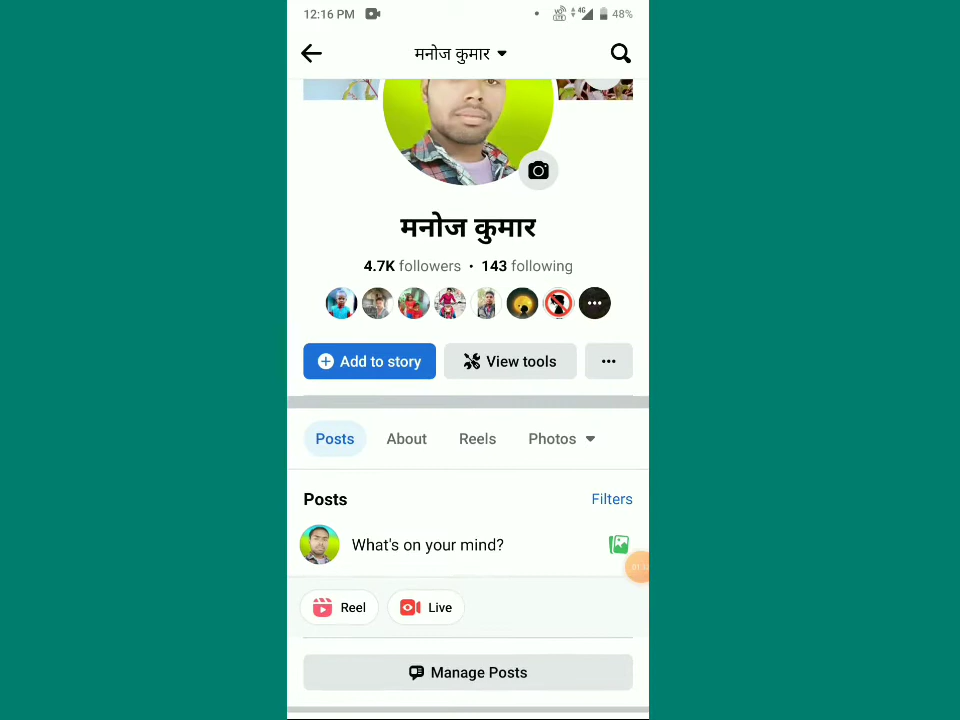 12:16 PM 4G 48%
मनोज कुमार
मनोज कुमार
4.7K followers • 143 following
Add to story View tools
Posts About Reels Photos
Posts Filters
What's on your mind?
Reel Live
Manage Posts